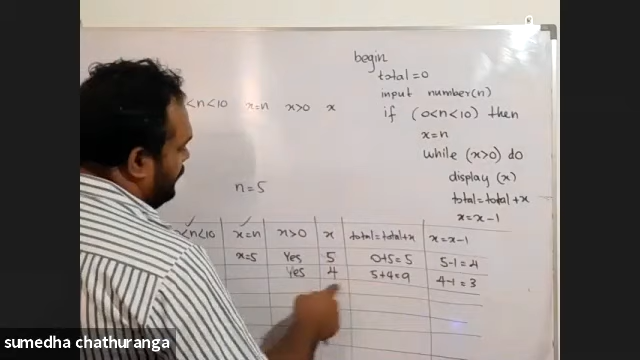 begin
total=0
input number(n)
if (0<n<10) then
x=n
while (x>0) do
display (x)
total=total+x
x=x-1
<n<10 x=n x>0 x
n=5
<n<10 x=n x>0 x total=total+x x=x-1
x=5 Yes 5 0+5=5 5-1=4
Yes 4 5+4=9 4-1=3
sumedha chathuranga